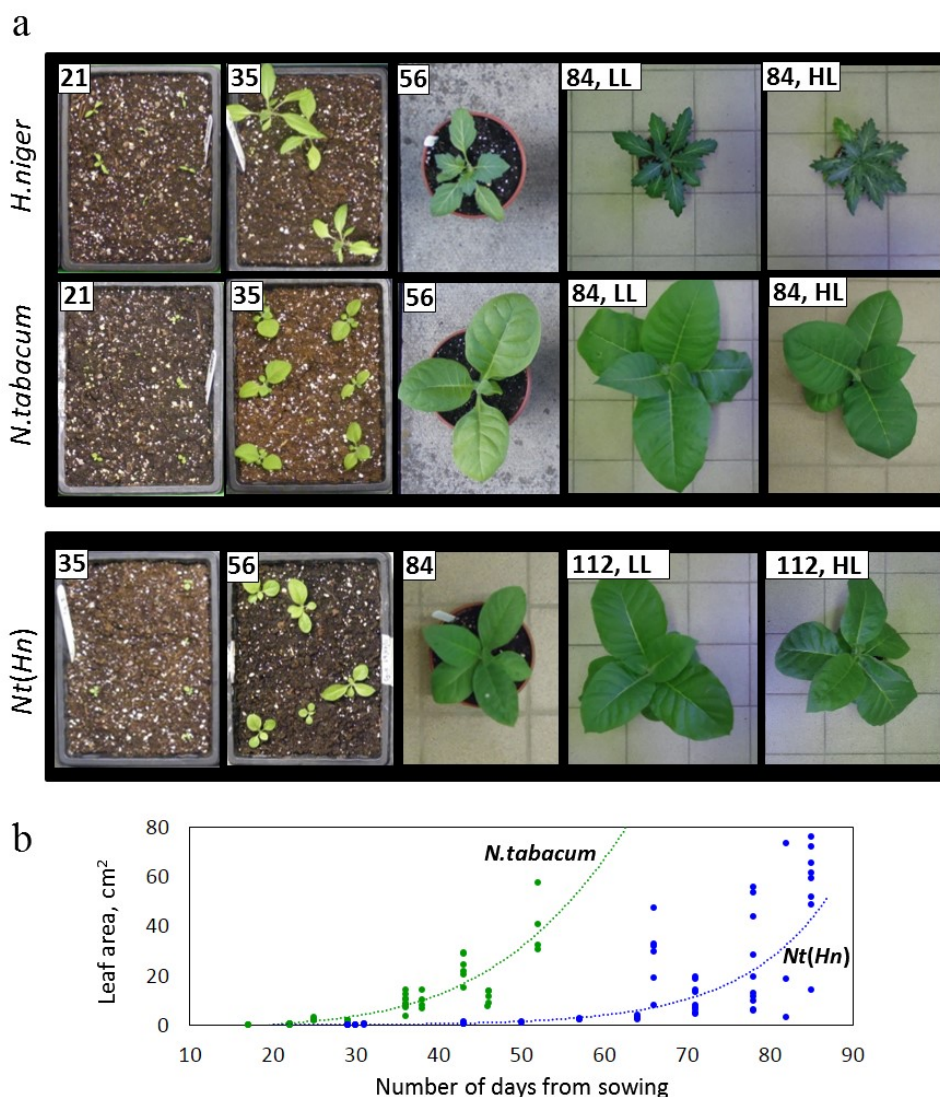 a
H.niger
21
35
56
84, LL
84, HL
N.tabacum
21
35
56
84, LL
84, HL
Nt(Hn)
35
56
84
112, LL
112, HL
b
Leaf area, cm²
80
60
40
20
0
N.tabacum
Nt(Hn)
10 20 30 40 50 60 70 80 90
Number of days from sowing